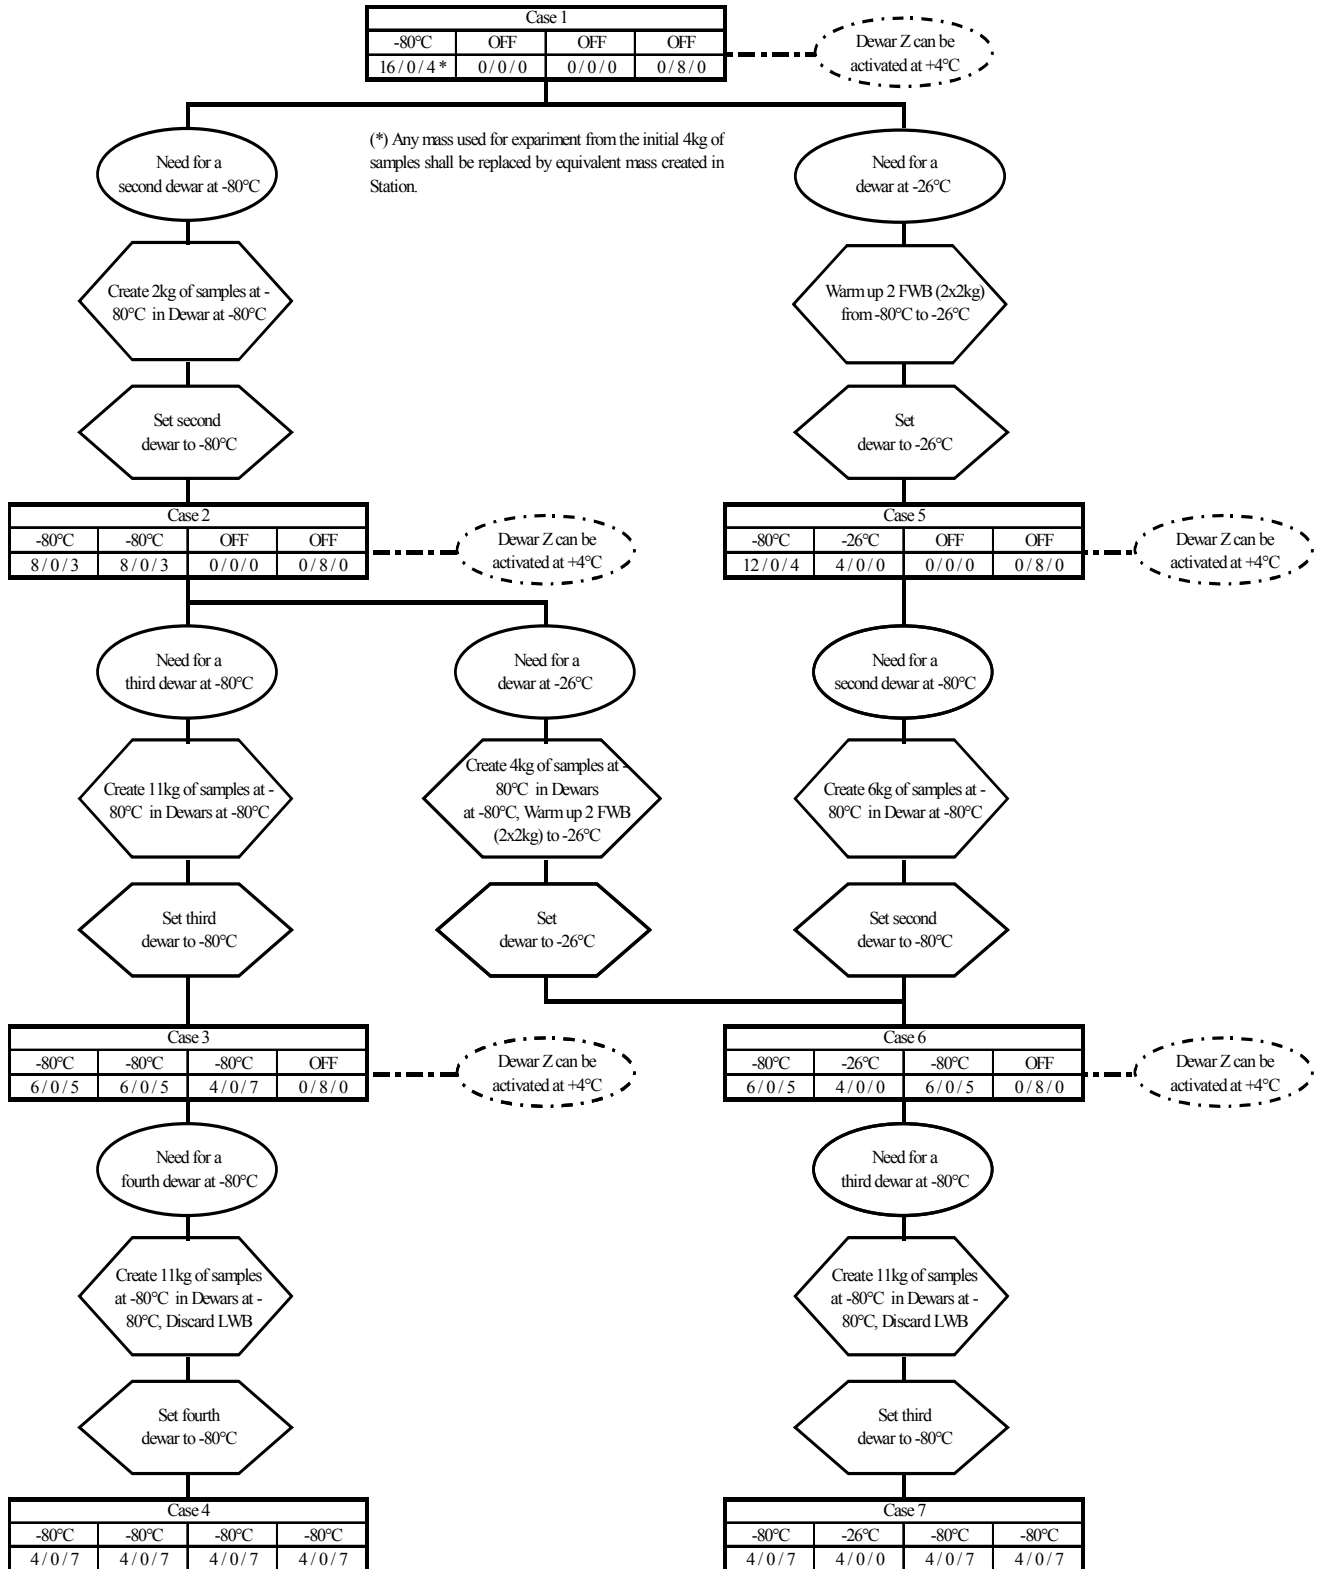 Case 1
-80°C OFF OFF OFF
16 / 0 / 4 * 0 / 0 / 0 0 / 0 / 0 0 / 8 / 0
Dewar Z can be
activated at +4°C
(*) Any mass used for expariment from the initial 4kg of
samples shall be replaced by equivalent mass created in
Station.
Need for a
second dewar at -80°C
Need for a
dewar at -26°C
Create 2kg of samples at -
80°C in Dewar at -80°C
Warm up 2 FWB (2x2kg)
from -80°C to -26°C
Set second
dewar to -80°C
Set
dewar to -26°C
Case 2
-80°C -80°C OFF OFF
8 / 0 / 3 8 / 0 / 3 0 / 0 / 0 0 / 8 / 0
Dewar Z can be
activated at +4°C
Case 5
-80°C -26°C OFF OFF
12 / 0 / 4 4 / 0 / 0 0 / 0 / 0 0 / 8 / 0
Dewar Z can be
activated at +4°C
Need for a
third dewar at -80°C
Need for a
dewar at -26°C
Need for a
second dewar at -80°C
Create 11kg of samples at -
80°C in Dewars at -80°C
Create 4kg of samples at -
80°C in Dewars
at -80°C, Warm up 2 FWB
(2x2kg) to -26°C
Create 6kg of samples at -
80°C in Dewar at -80°C
Set third
dewar to -80°C
Set
dewar to -26°C
Set second
dewar to -80°C
Case 3
-80°C -80°C -80°C OFF
6 / 0 / 5 6 / 0 / 5 4 / 0 / 7 0 / 8 / 0
Dewar Z can be
activated at +4°C
Case 6
-80°C -26°C -80°C OFF
6 / 0 / 5 4 / 0 / 0 6 / 0 / 5 0 / 8 / 0
Dewar Z can be
activated at +4°C
Need for a
fourth dewar at -80°C
Need for a
third dewar at -80°C
Create 11kg of samples
at -80°C in Dewars at -
80°C, Discard LWB
Create 11kg of samples
at -80°C in Dewars at -
80°C, Discard LWB
Set fourth
dewar to -80°C
Set third
dewar to -80°C
Case 4
-80°C -80°C -80°C -80°C
4 / 0 / 7 4 / 0 / 7 4 / 0 / 7 4 / 0 / 7
Case 7
-80°C -26°C -80°C -80°C
4 / 0 / 7 4 / 0 / 0 4 / 0 / 7 4 / 0 / 7